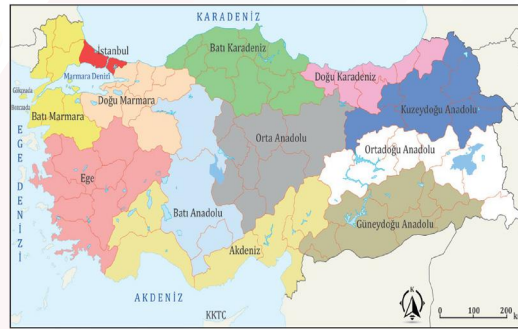 KARADENİZ
İstanbul
Batı Karadeniz
Marmara Denizi
Doğu Karadeniz
Gökçeada
Bozcaada
Doğu Marmara
Kuzeydoğu Anadolu
Batı Marmara
Orta Anadolu
Ortadoğu Anadolu
EGE DENİZİ
Ege
Batı Anadolu
Güneydoğu Anadolu
Akdeniz
AKDENİZ
KKTC
K
0 100 200